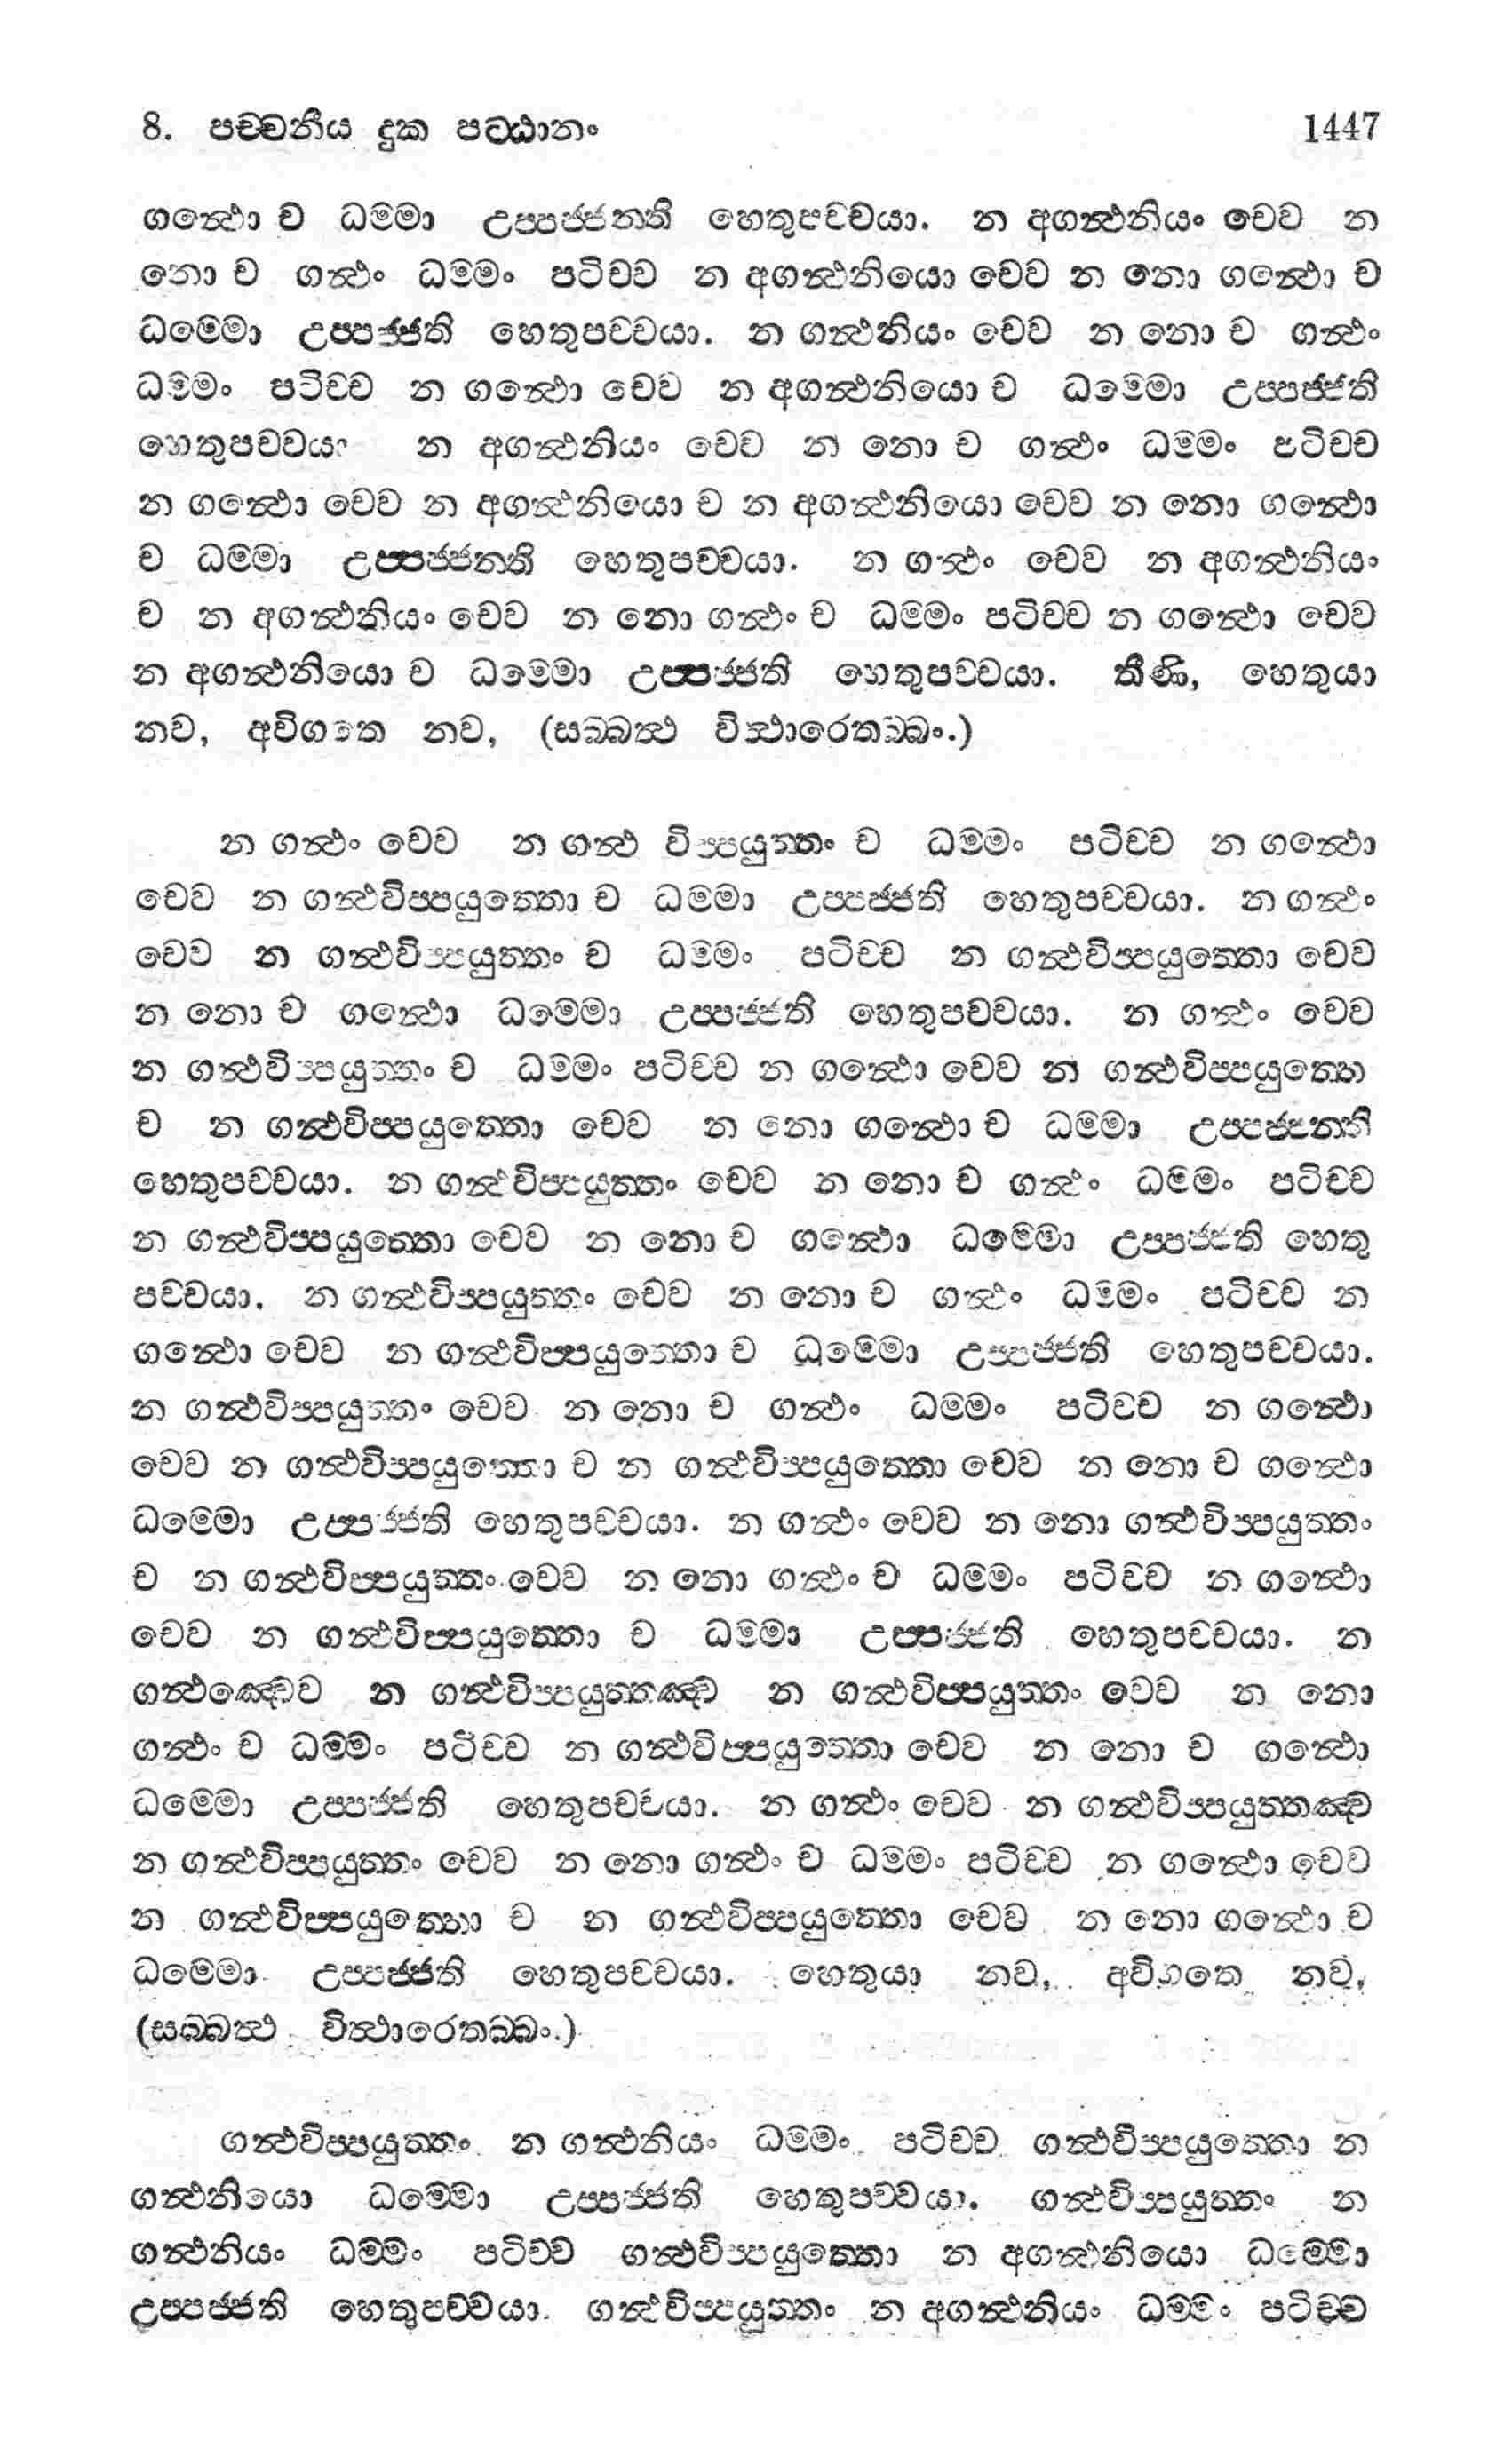 8. පච්චනීය දුක පට්ඨානං 1447
ගන්ථො ච ධම්මා උප්පජ්ජන්ති හෙතුපච්චයා. න අගන්ථනියං චෙව න
නො ච ගන්ථං ධම්මං පටිච්ච න අගන්ථනියො චෙව න නො ගන්ථො ච
ධම්මො උප්පජ්ජති හෙතුපච්චයා. න ගන්ථනියං චෙව න නො ච ගන්ථං
ධම්මං පටිච්ච න ගන්ථො චෙව න අගන්ථනියො ච ධම්මො උප්පජ්ජති
හෙතුපච්චයා න අගන්ථනියං චෙව න නො ච ගන්ථං ධම්මං පටිච්ච
න ගන්ථො චෙව න අගන්ථනියො ච න අගන්ථනියො චෙව න නො ගන්ථො
ච ධම්මා උප්පජ්ජන්ති හෙතුපච්චයා. න ගන්ථං චෙව න අගන්ථනියං
ච න අගන්ථනියං චෙව න නො ගන්ථං ච ධම්මං පටිච්ච න ගන්ථො චෙව
න අගන්ථනියො ච ධම්මො උප්පජ්ජති හෙතුපච්චයා. තීණි, හෙතුයා
නව, අවිගතෙ නව, (සබ්බත්ථ විත්ථාරෙතබ්බං.)
න ගන්ථං චෙව න ගන්ථ විප්පයුත්තං ච ධම්මං පටිච්ච න ගන්ථො
චෙව න ගන්ථවිප්පයුත්තො ච ධම්මා උප්පජ්ජති හෙතුපච්චයා. න ගන්ථං
චෙව න ගන්ථවිප්පයුත්තං ච ධම්මං පටිච්ච න ගන්ථවිප්පයුත්තො චෙව
න නො ච ගන්ථො ධම්මො උප්පජ්ජති හෙතුපච්චයා. න ගන්ථං චෙව
න ගන්ථවිප්පයුත්තං ච ධම්මං පටිච්ච න ගන්ථො චෙව න ගන්ථවිප්පයුත්තො
ච න ගන්ථවිප්පයුත්තො චෙව න නො ගන්ථො ච ධම්මා උප්පජ්ජන්ති
හෙතුපච්චයා. න ගන්ථවිප්පයුත්තං චෙව න නො ච ගන්ථං ධම්මං පටිච්ච
න ගන්ථවිප්පයුත්තො චෙව න නො ච ගන්ථො ධම්මො උප්පජ්ජති හෙතු
පච්චයා. න ගන්ථවිප්පයුත්තං චෙව න නො ච ගන්ථං ධම්මං පටිච්ච න
ගන්ථො චෙව න ගන්ථවිප්පයුත්තො ච ධම්මො උප්පජ්ජති හෙතුපච්චයා.
න ගන්ථවිප්පයුත්තං චෙව න නො ච ගන්ථං ධම්මං පටිච්ච න ගන්ථො
චෙව න ගන්ථවිප්පයුත්තො ච න ගන්ථවිප්පයුත්තො චෙව න නො ච ගන්ථො
ධම්මො උප්පජ්ජති හෙතුපච්චයා. න ගන්ථං චෙව න නො ගන්ථවිප්පයුත්තං
ච න ගන්ථවිප්පයුත්තං චෙව න නො ගන්ථං ච ධම්මං පටිච්ච න ගන්ථො
චෙව න ගන්ථවිප්පයුත්තො ච ධම්මා උප්පජ්ජති හෙතුපච්චයා. න
ගන්ථඤ්චෙව න ගන්ථවිප්පයුත්තඤ්ච න ගන්ථවිප්පයුත්තං චෙව න නො
ගන්ථං ච ධම්මං පටිච්ච න ගන්ථවිප්පයුත්තො චෙව න නො ච ගන්ථො
ධම්මො උප්පජ්ජති හෙතුපච්චයා. න ගන්ථං චෙව න ගන්ථවිප්පයුත්තඤ්ච
න ගන්ථවිප්පයුත්තං චෙව න නො ගන්ථං ච ධම්මං පටිච්ච න ගන්ථො චෙව
න ගන්ථවිප්පයුත්තො ච න ගන්ථවිප්පයුත්තො චෙව න නො ගන්ථො ච
ධම්මො උප්පජ්ජති හෙතුපච්චයා. හෙතුයා නව, අවිගතෙ නව,
(සබ්බත්ථ විත්ථාරෙතබ්බං.)
ගන්ථවිප්පයුත්තං න ගන්ථනියං ධම්මං පටිච්ච ගන්ථවිප්පයුත්තො න
ගන්ථනියො ධම්මො උප්පජ්ජති හෙතුපච්චයා. ගන්ථවිප්පයුත්තං න
ගන්ථනියං ධම්මං පටිච්ච ගන්ථවිප්පයුත්තො න අගන්ථනියො ධම්මො
උප්පජ්ජති හෙතුපච්චයා. ගන්ථවිප්පයුත්තං න අගන්ථනියං ධම්මං පටිච්ච